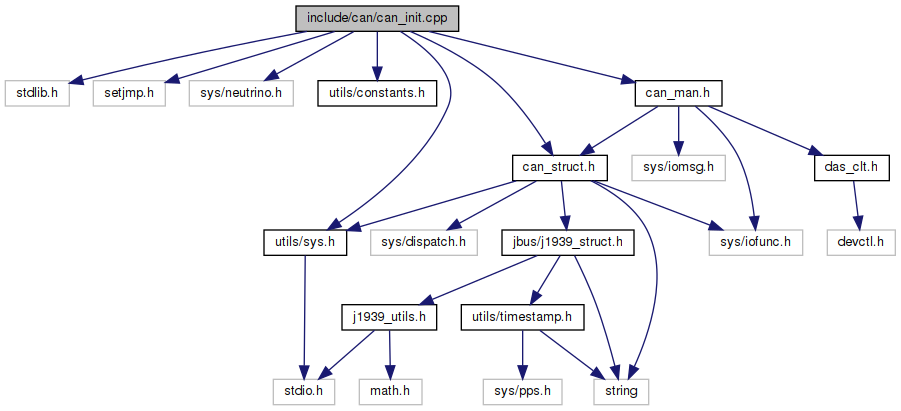 include/can/can_init.cpp
stdlib.h
setjmp.h
sys/neutrino.h
utils/constants.h
can_man.h
can_struct.h
sys/iomsg.h
das_clt.h
utils/sys.h
sys/dispatch.h
jbus/j1939_struct.h
sys/iofunc.h
devctl.h
j1939_utils.h
utils/timestamp.h
stdio.h
math.h
sys/pps.h
string